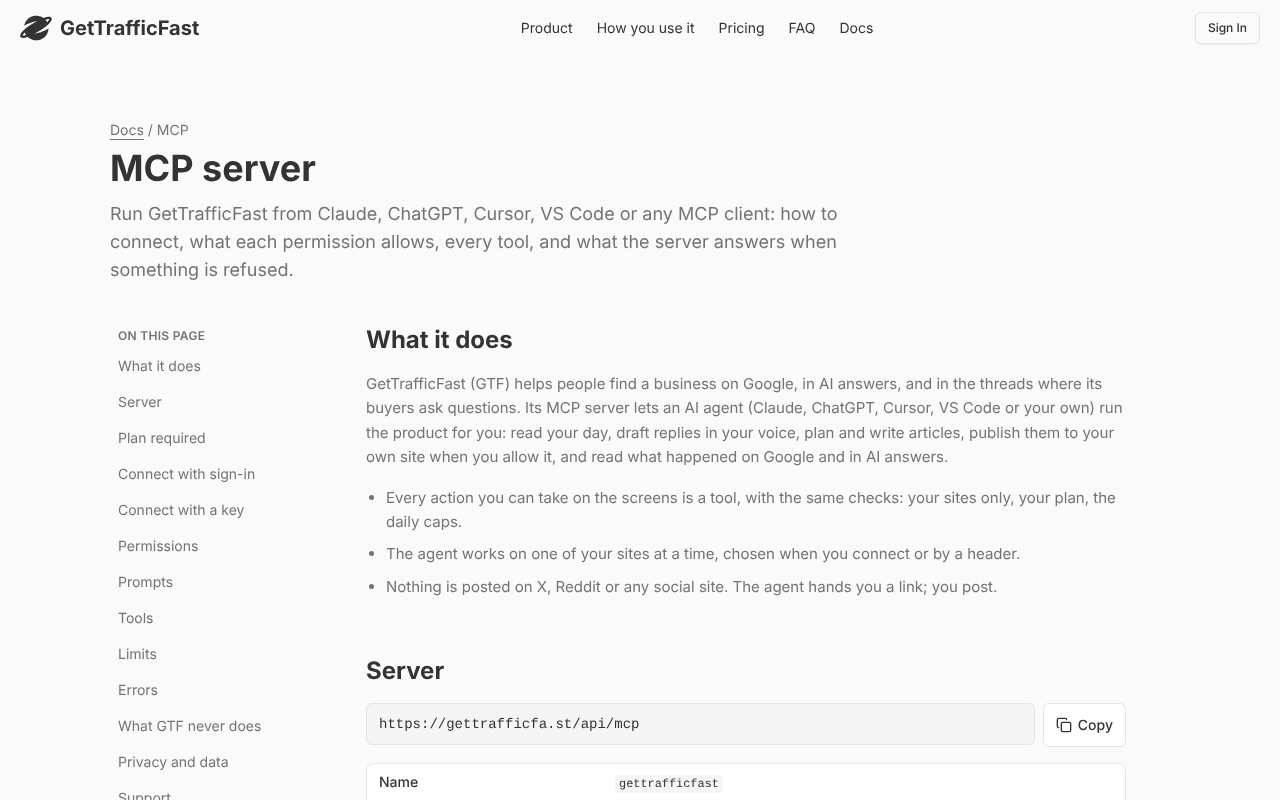 GetTrafficFast
Product
How you use it
Pricing
FAQ
Docs
Sign In
Docs / MCP
MCP server
Run GetTrafficFast from Claude, ChatGPT, Cursor, VS Code or any MCP client: how to
connect, what each permission allows, every tool, and what the server answers when
something is refused.
ON THIS PAGE
What it does
Server
Plan required
Connect with sign-in
Connect with a key
Permissions
Prompts
Tools
Limits
Errors
What GTF never does
Privacy and data
Support
What it does
GetTrafficFast (GTF) helps people find a business on Google, in AI answers, and in the threads where its
buyers ask questions. Its MCP server lets an AI agent (Claude, ChatGPT, Cursor, VS Code or your own) run
the product for you: read your day, draft replies in your voice, plan and write articles, publish them to your
own site when you allow it, and read what happened on Google and in AI answers.
• Every action you can take on the screens is a tool, with the same checks: your sites only, your plan, the
daily caps.
• The agent works on one of your sites at a time, chosen when you connect or by a header.
• Nothing is posted on X, Reddit or any social site. The agent hands you a link; you post.
Server
https://gettrafficfa.st/api/mcp
Copy
Name
gettrafficfast